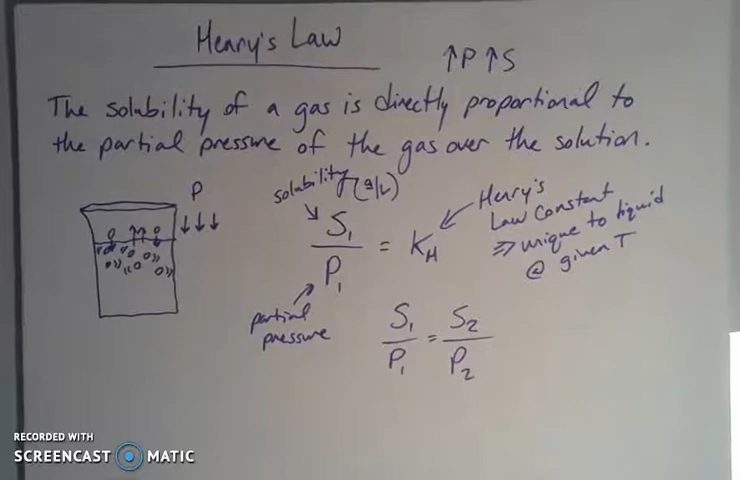 Henry's Law
↑P ↑S
The solubility of a gas is directly proportional to
the partial pressure of the gas over the solution.
P
solubility (g/L)
S₁/P₁ = K_H
Henry's
Law Constant
⇒ unique to liquid
@ given T
partial
pressure
S₁/P₁ = S₂/P₂
RECORDED WITH
SCREENCAST MATIC